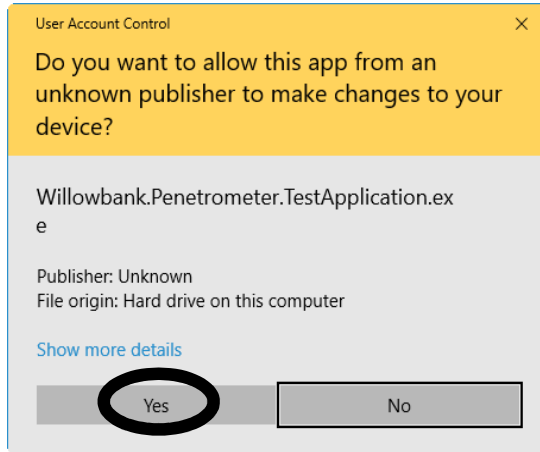 User Account Control
Do you want to allow this app from an
unknown publisher to make changes to your
device?
Willowbank.Penetrometer.TestApplication.ex
e
Publisher: Unknown
File origin: Hard drive on this computer
Show more details
Yes
No